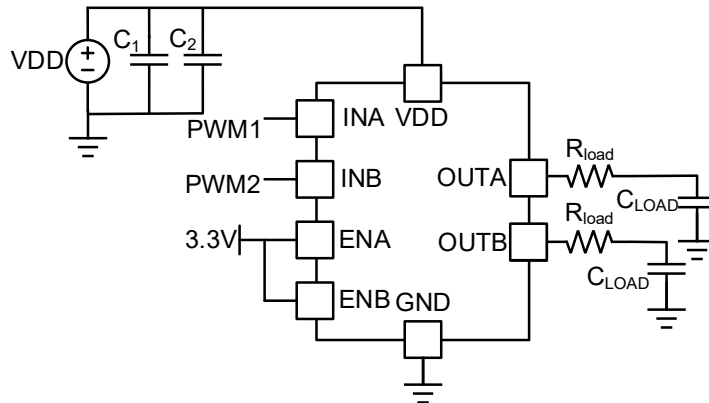 C1
C2
VDD
+
−
PWM1
INA
VDD
PWM2
INB
OUTA
Rload
CLOAD
3.3V
ENA
OUTB
Rload
CLOAD
ENB
GND